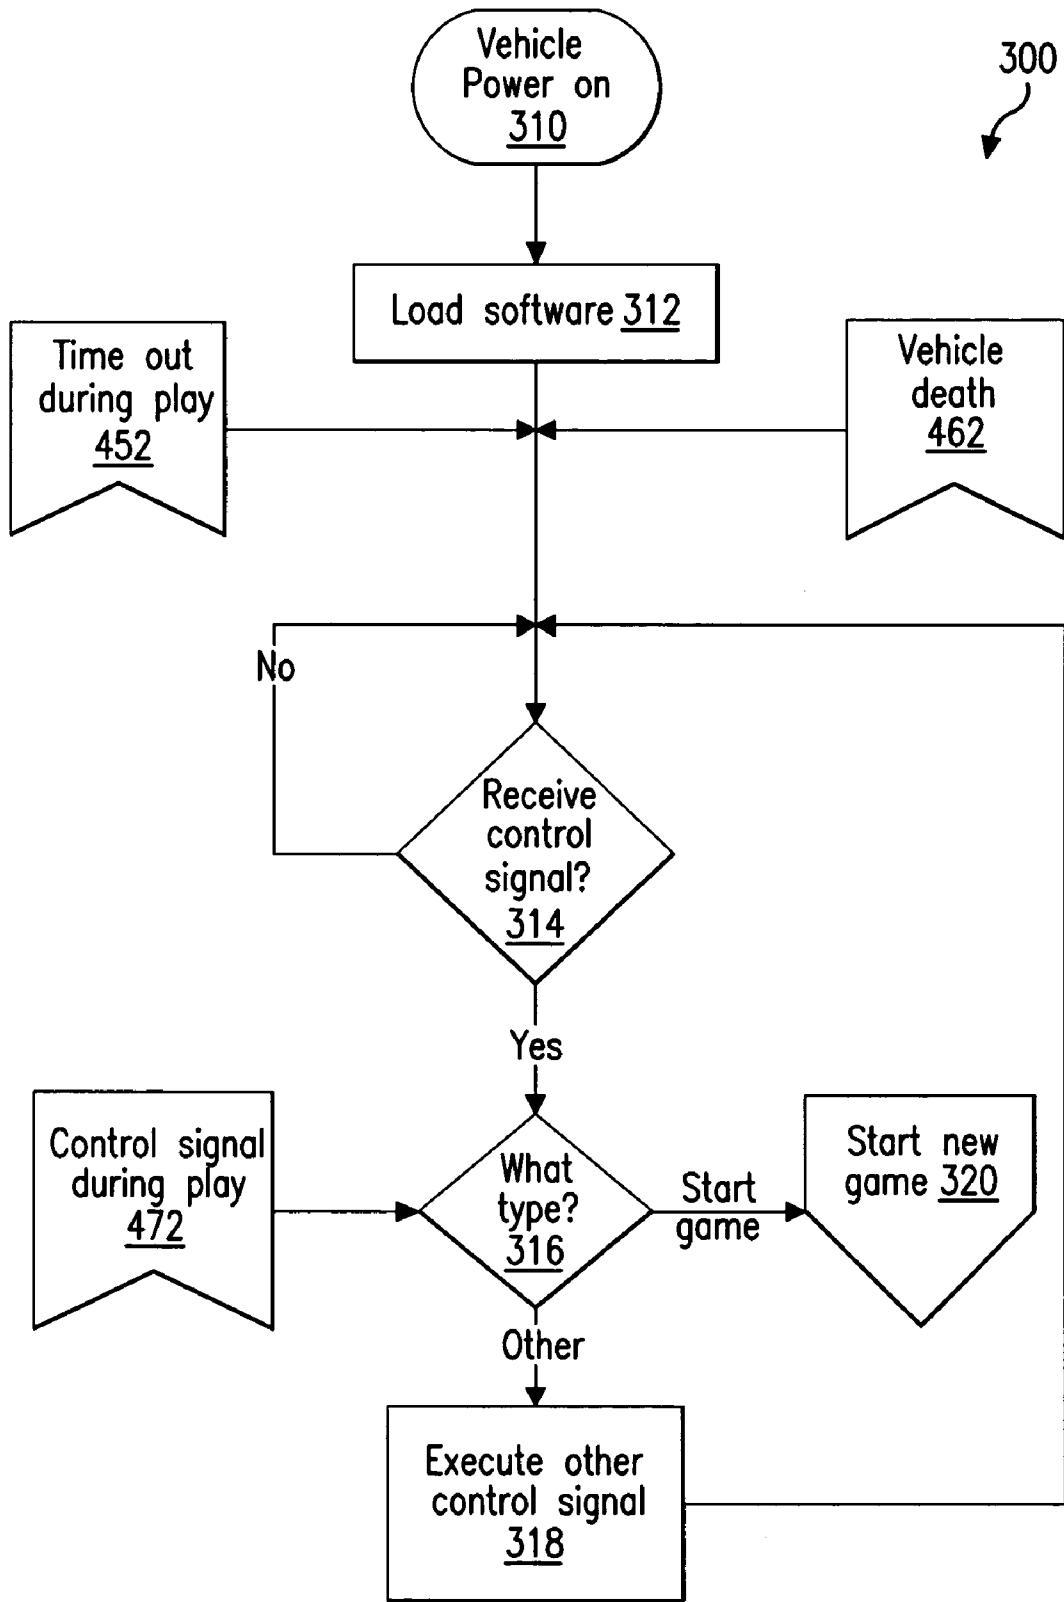 Vehicle
Power on
310
300
Load software 312
Time out
during play
452
Vehicle
death
462
No
Receive
control
signal?
314
Yes
Control signal
during play
472
What
type?
316
Start
game
Start new
game 320
Other
Execute other
control signal
318